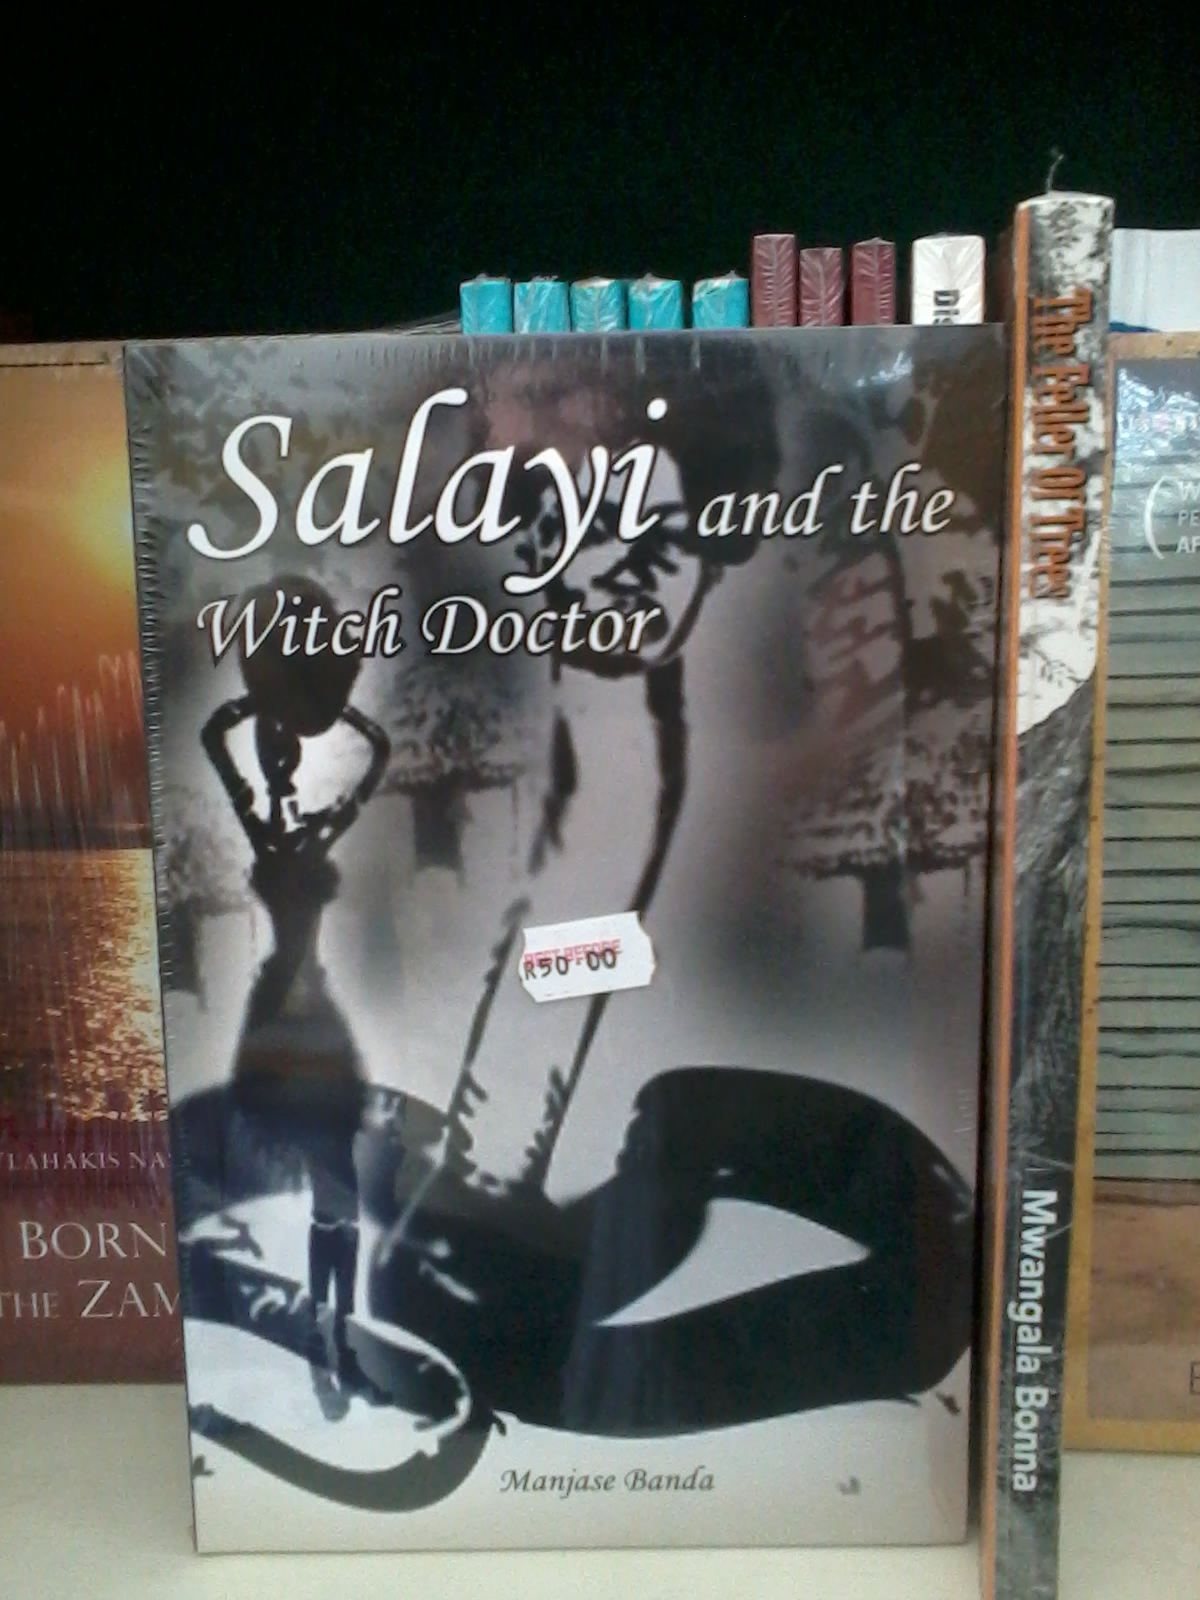 Salayi and the
Witch Doctor
BEST BEFORE
R50.00
Manjase Banda
The Feller Of Trees
Mwangala Bonna
BORN
THE ZAM